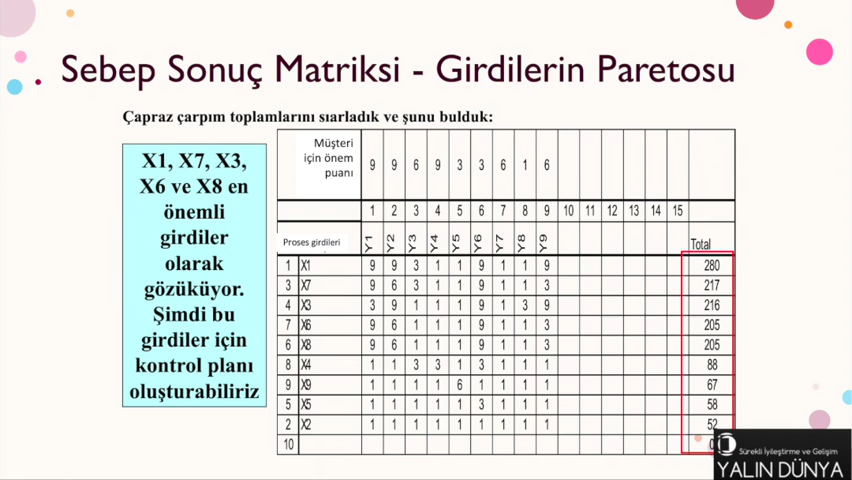 Sebep Sonuç Matriksi - Girdilerin Paretosu
Çapraz çarpım toplamlarını sıarladık ve şunu bulduk:
X1, X7, X3,
X6 ve X8 en
önemli
girdiler
olarak
gözüküyor.
Şimdi bu
girdiler için
kontrol planı
oluşturabiliriz
Müşteri
için önem
puanı
9 9 6 9 3 3 6 1 6
1 2 3 4 5 6 7 8 9 10 11 12 13 14 15
Proses girdileri Y1 Y2 Y3 Y4 Y5 Y6 Y7 Y8 Y9 Total
1 X1 9 9 3 1 1 9 1 1 9 280
3 X7 9 6 3 1 1 9 1 1 3 217
4 X3 3 9 1 1 1 9 1 3 9 216
7 X6 9 6 1 1 1 9 1 1 3 205
6 X8 9 6 1 1 1 9 1 1 3 205
8 X4 1 1 3 3 1 3 1 1 1 88
9 X9 1 1 1 1 6 1 1 1 1 67
5 X5 1 1 1 1 1 3 1 1 1 58
2 X2 1 1 1 1 1 1 1 1 1 52
10 0
Sürekli İyileştirme ve Gelişim
YALIN DÜNYA